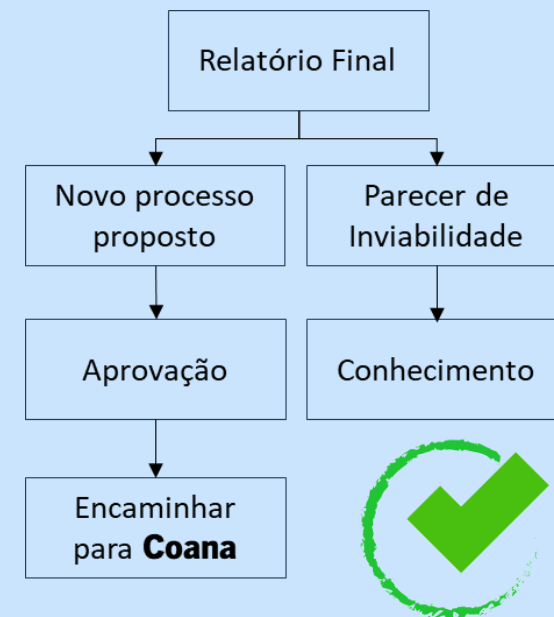 Relatório Final
Novo processo
proposto
Parecer de
Inviabilidade
Aprovação
Conhecimento
Encaminhar
para Coana